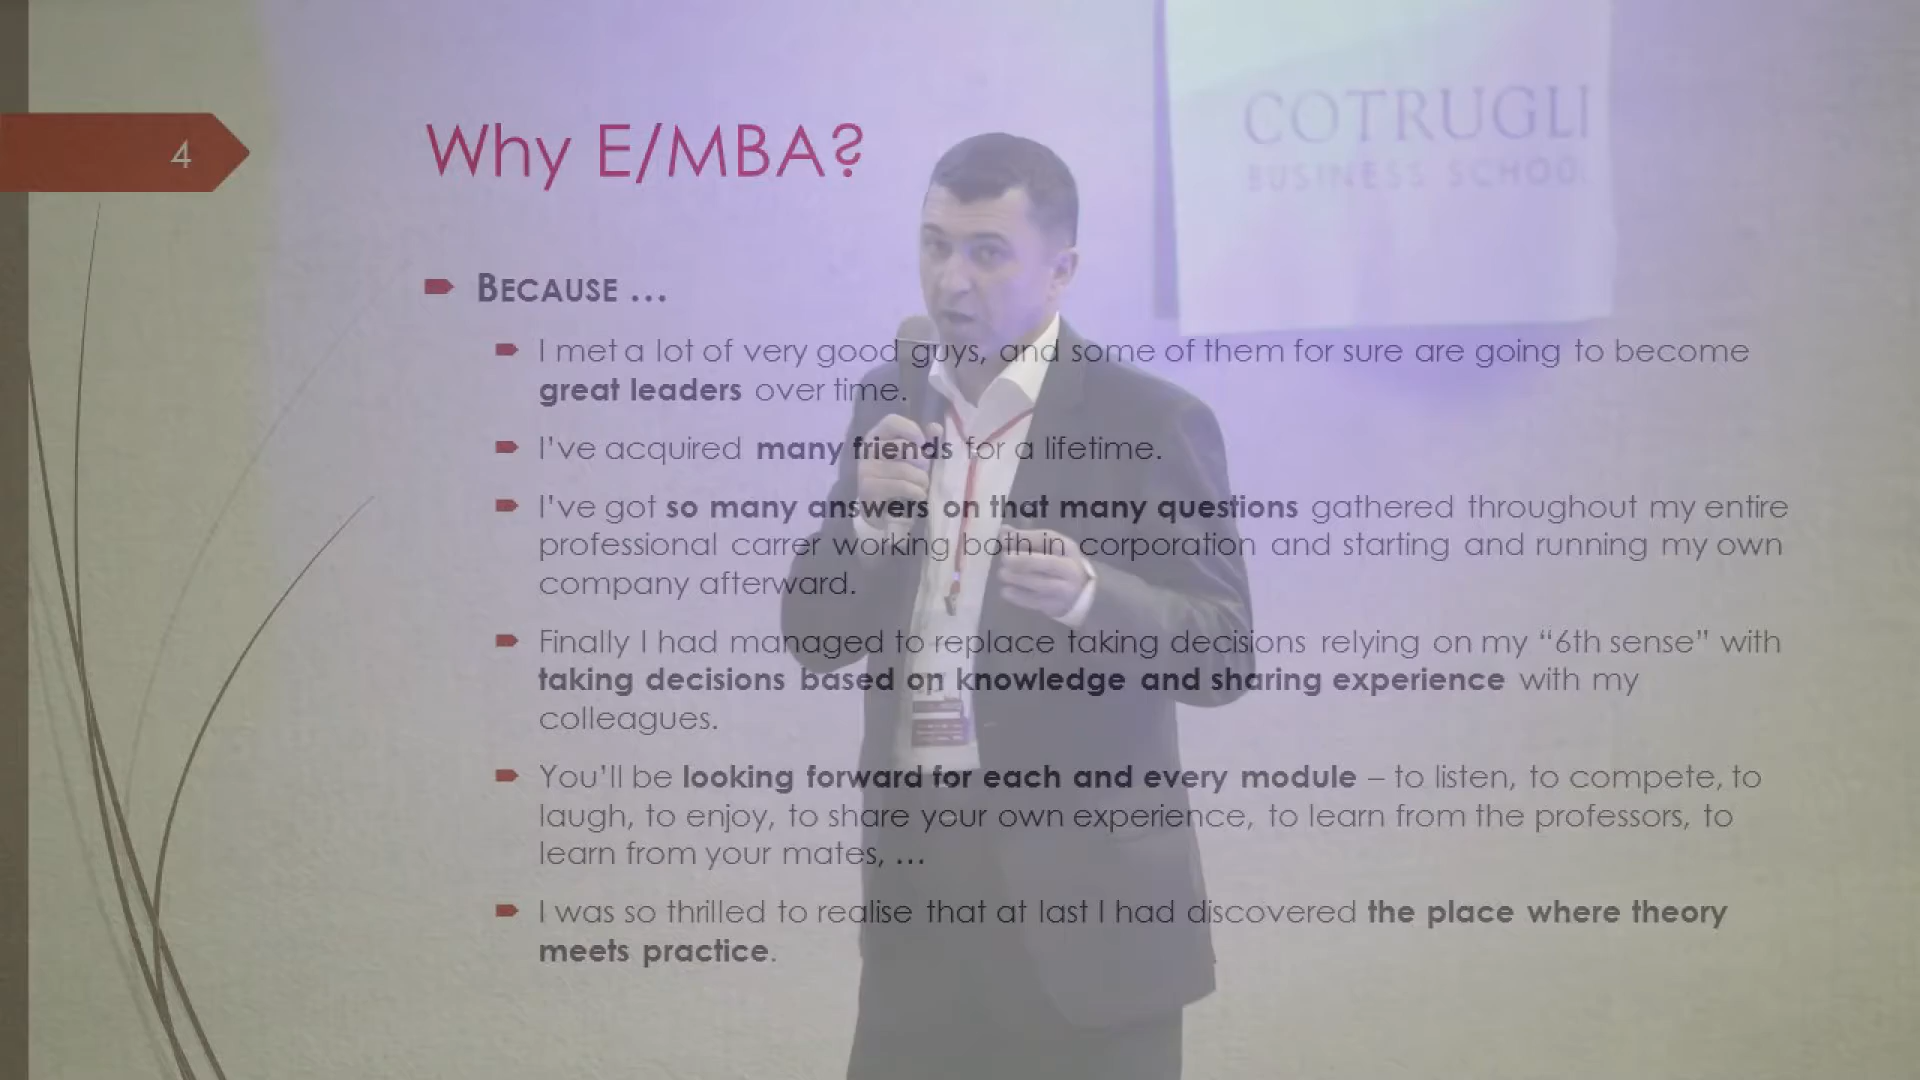 4
Why E/MBA?
COTRUGLI
BUSINESS SCHOOL
BECAUSE …
I met a lot of very good guys, and some of them for sure are going to become
great leaders over time.
I’ve acquired many friends for a lifetime.
I’ve got so many answers on that many questions gathered throughout my entire
professional carrer working both in corporation and starting and running my own
company afterward.
Finally I had managed to replace taking decisions relying on my “6th sense” with
taking decisions based on knowledge and sharing experience with my
colleagues.
You’ll be looking forward for each and every module – to listen, to compete, to
laugh, to enjoy, to share your own experience, to learn from the professors, to
learn from your mates, …
I was so thrilled to realise that at last I had discovered the place where theory
meets practice.